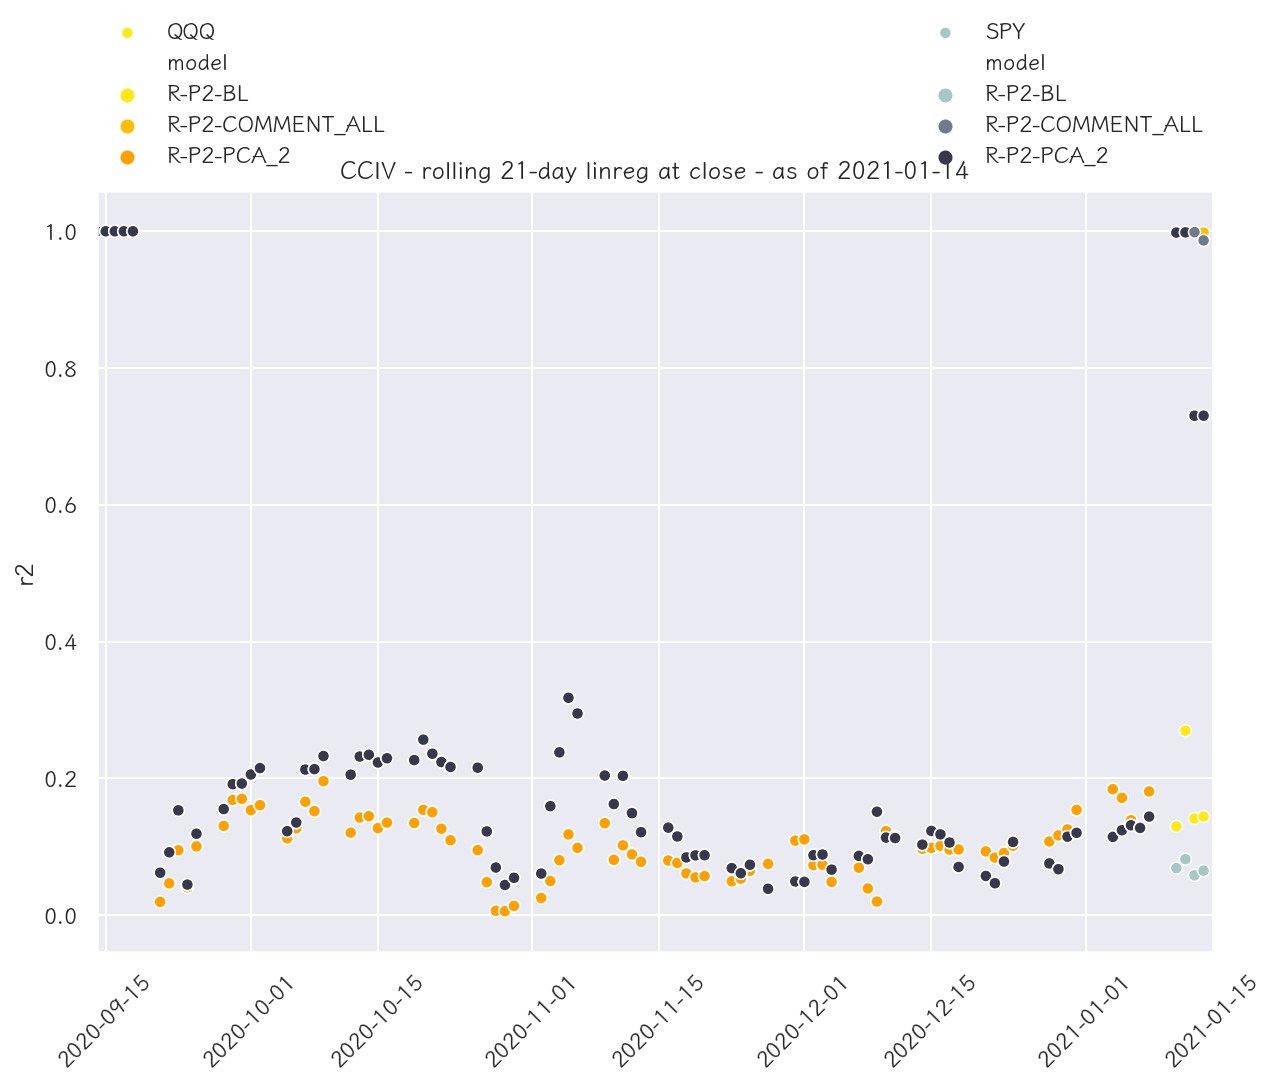 QQQ
model
R-P2-BL
R-P2-COMMENT_ALL
R-P2-PCA_2
SPY
model
R-P2-BL
R-P2-COMMENT_ALL
R-P2-PCA_2
CCIV - rolling 21-day linreg at close - as of 2021-01-14
1.0
0.8
0.6
0.4
0.2
0.0
r2
2020-09-15
2020-10-01
2020-10-15
2020-11-01
2020-11-15
2020-12-01
2020-12-15
2021-01-01
2021-01-15